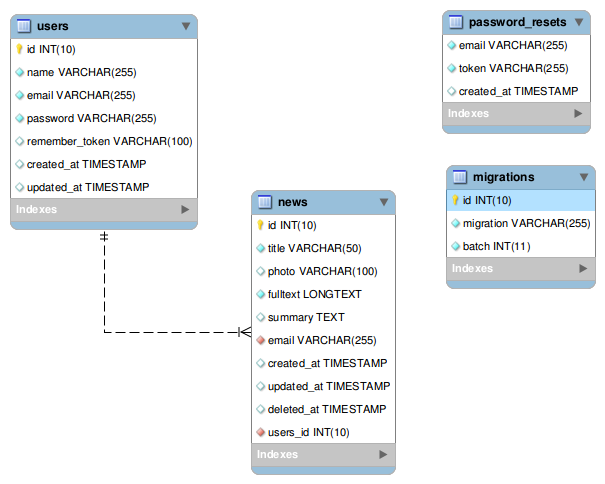 users
id INT(10)
name VARCHAR(255)
email VARCHAR(255)
password VARCHAR(255)
remember_token VARCHAR(100)
created_at TIMESTAMP
updated_at TIMESTAMP
Indexes
password_resets
email VARCHAR(255)
token VARCHAR(255)
created_at TIMESTAMP
Indexes
migrations
id INT(10)
migration VARCHAR(255)
batch INT(11)
Indexes
news
id INT(10)
title VARCHAR(50)
photo VARCHAR(100)
fulltext LONGTEXT
summary TEXT
email VARCHAR(255)
created_at TIMESTAMP
updated_at TIMESTAMP
deleted_at TIMESTAMP
users_id INT(10)
Indexes